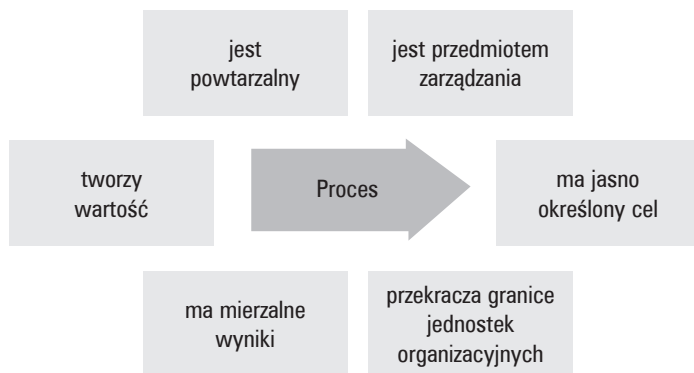 jest
powtarzalny
jest przedmiotem
zarządzania
tworzy
wartość
Proces
ma jasno
określony cel
ma mierzalne
wyniki
przekracza granice
jednostek
organizacyjnych